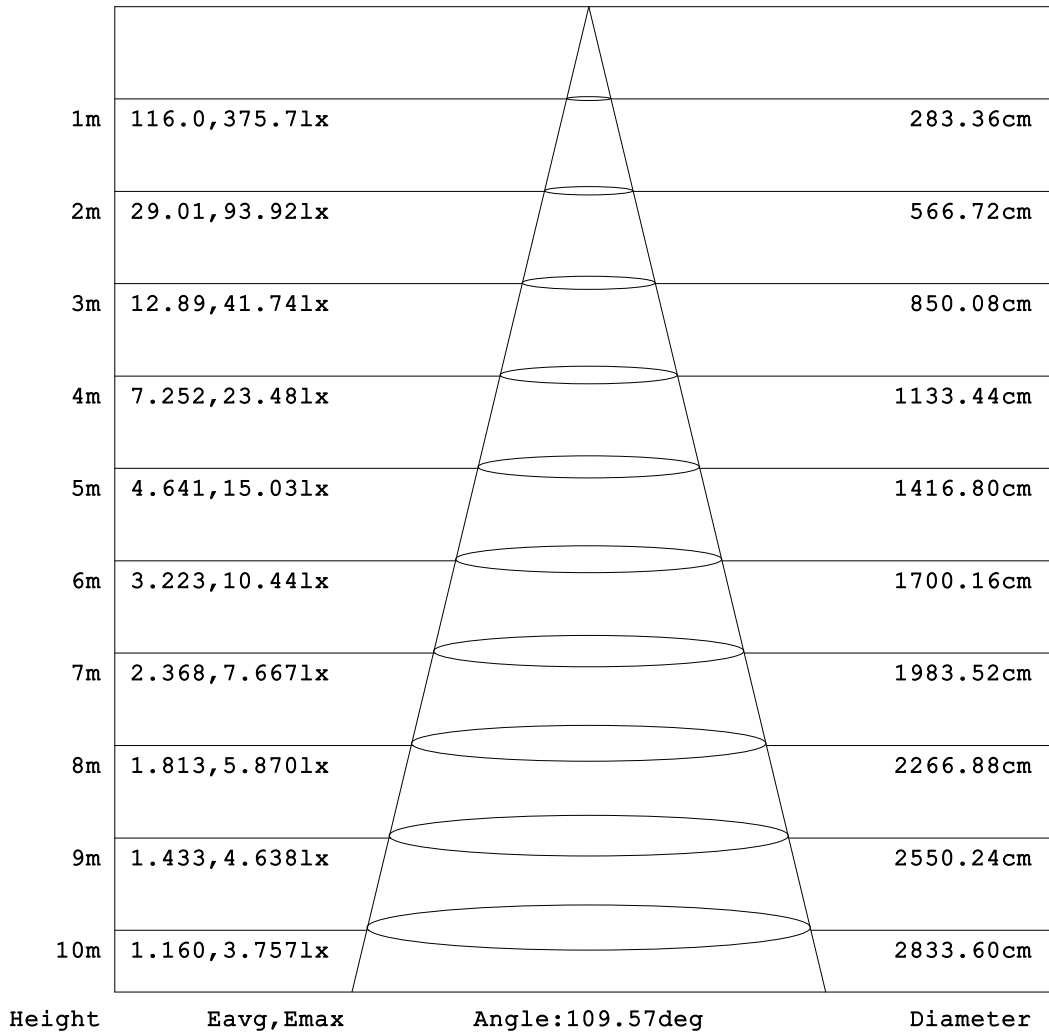 1m 116.0,375.7lx 283.36cm
2m 29.01,93.92lx 566.72cm
3m 12.89,41.74lx 850.08cm
4m 7.252,23.48lx 1133.44cm
5m 4.641,15.03lx 1416.80cm
6m 3.223,10.44lx 1700.16cm
7m 2.368,7.667lx 1983.52cm
8m 1.813,5.870lx 2266.88cm
9m 1.433,4.638lx 2550.24cm
10m 1.160,3.757lx 2833.60cm
Height Eavg,Emax Angle:109.57deg Diameter